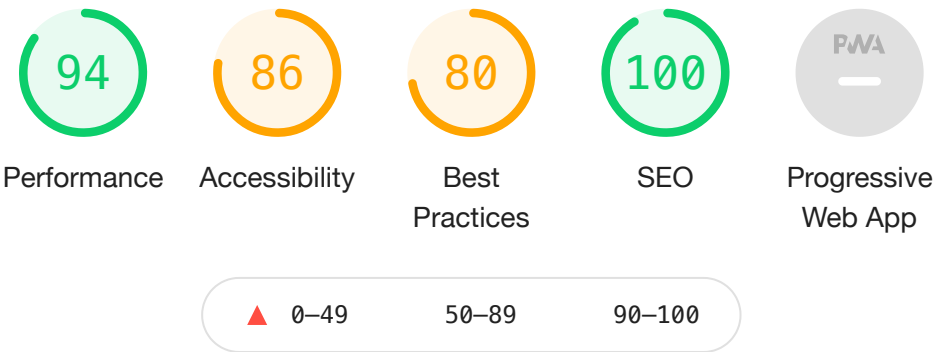 94
86
80
100
PWA
Performance
Accessibility
Best
Practices
SEO
Progressive
Web App
0–49
50–89
90–100